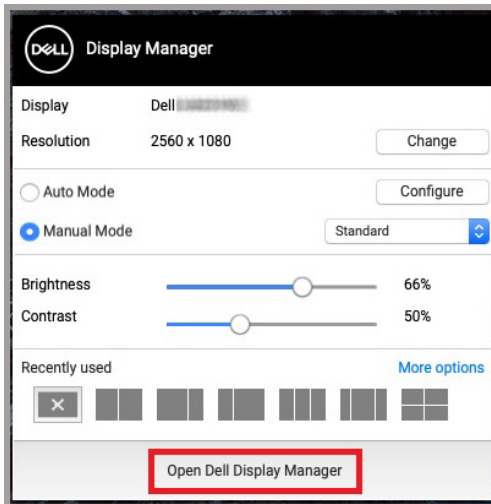 DELL Display Manager
Display Dell
Resolution 2560 x 1080 Change
Auto Mode Configure
Manual Mode Standard
Brightness 66%
Contrast 50%
Recently used More options
Open Dell Display Manager